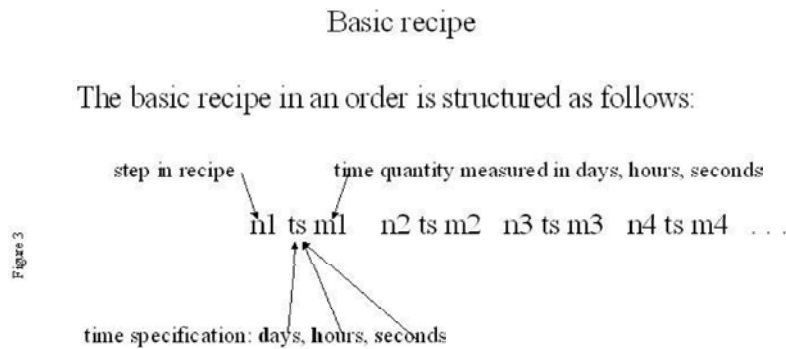 Basic recipe
The basic recipe in an order is structured as follows:
step in recipe
time quantity measured in days, hours, seconds
n1 ts m1 n2 ts m2 n3 ts m3 n4 ts m4 . . .
Figure 3
time specification: days, hours, seconds